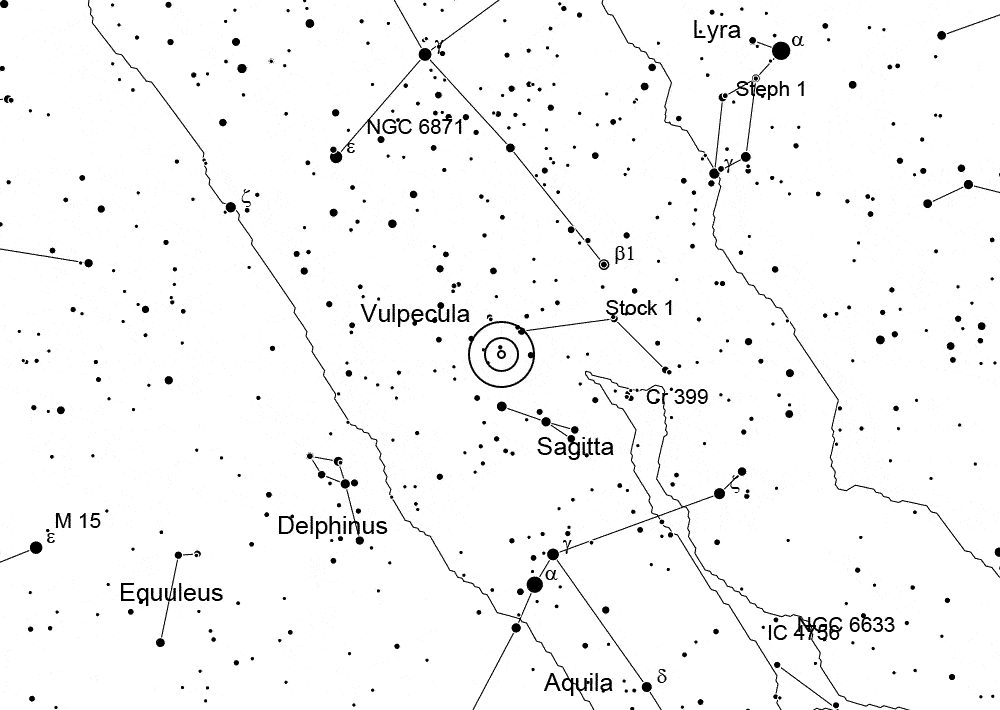 Lyra
α
γ
Steph 1
NGC 6871
ε
γ
ζ
β1
Stock 1
Vulpecula
Cr 399
Sagitta
ζ
M 15
ε
Delphinus
γ
α
Equuleus
NGC 6633
IC 4756
δ
Aquila